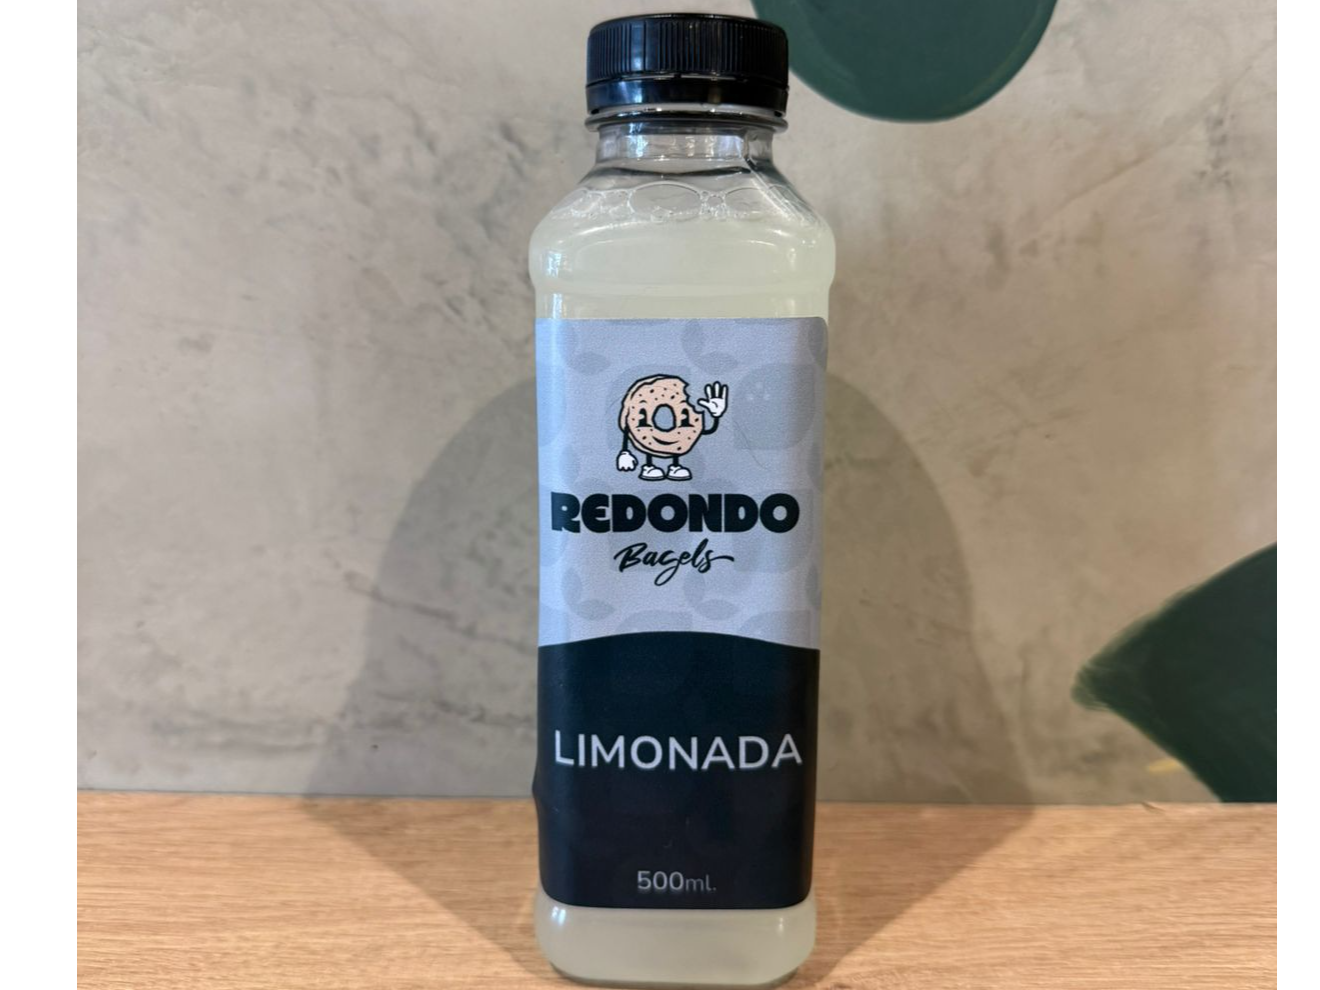 REDONDO
Bagels
LIMONADA
500ml.